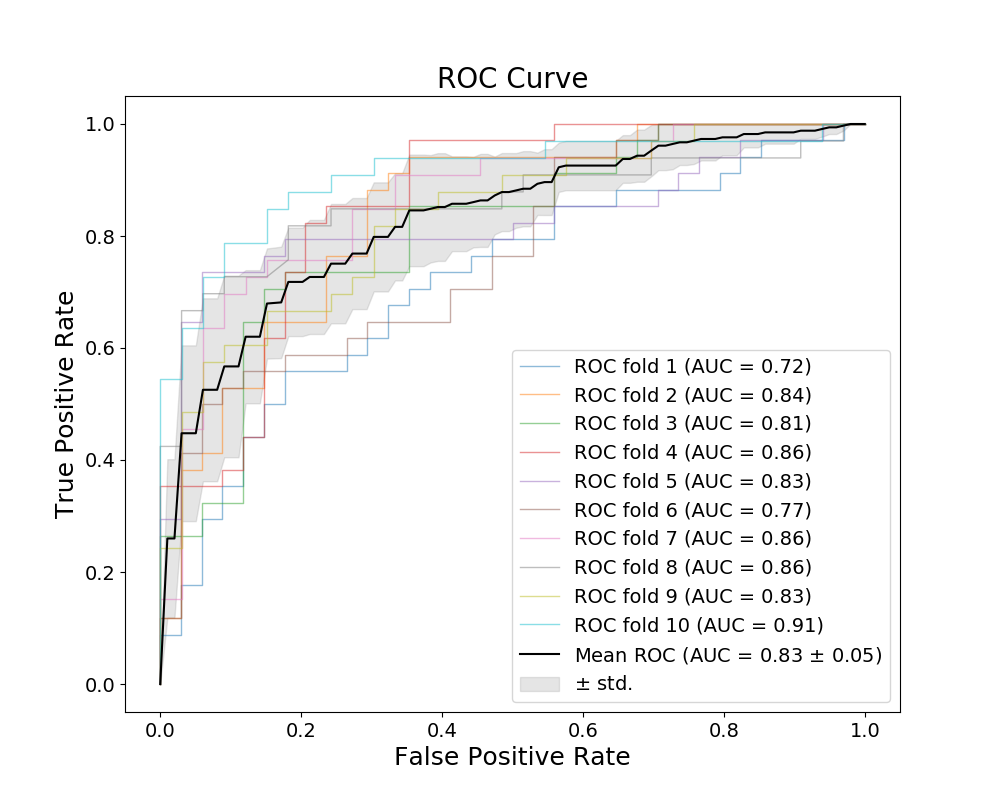 ROC Curve
True Positive Rate
1.0
0.8
0.6
0.4
0.2
0.0
ROC fold 1 (AUC = 0.72)
ROC fold 2 (AUC = 0.84)
ROC fold 3 (AUC = 0.81)
ROC fold 4 (AUC = 0.86)
ROC fold 5 (AUC = 0.83)
ROC fold 6 (AUC = 0.77)
ROC fold 7 (AUC = 0.86)
ROC fold 8 (AUC = 0.86)
ROC fold 9 (AUC = 0.83)
ROC fold 10 (AUC = 0.91)
Mean ROC (AUC = 0.83 ± 0.05)
± std.
0.0 0.2 0.4 0.6 0.8 1.0
False Positive Rate